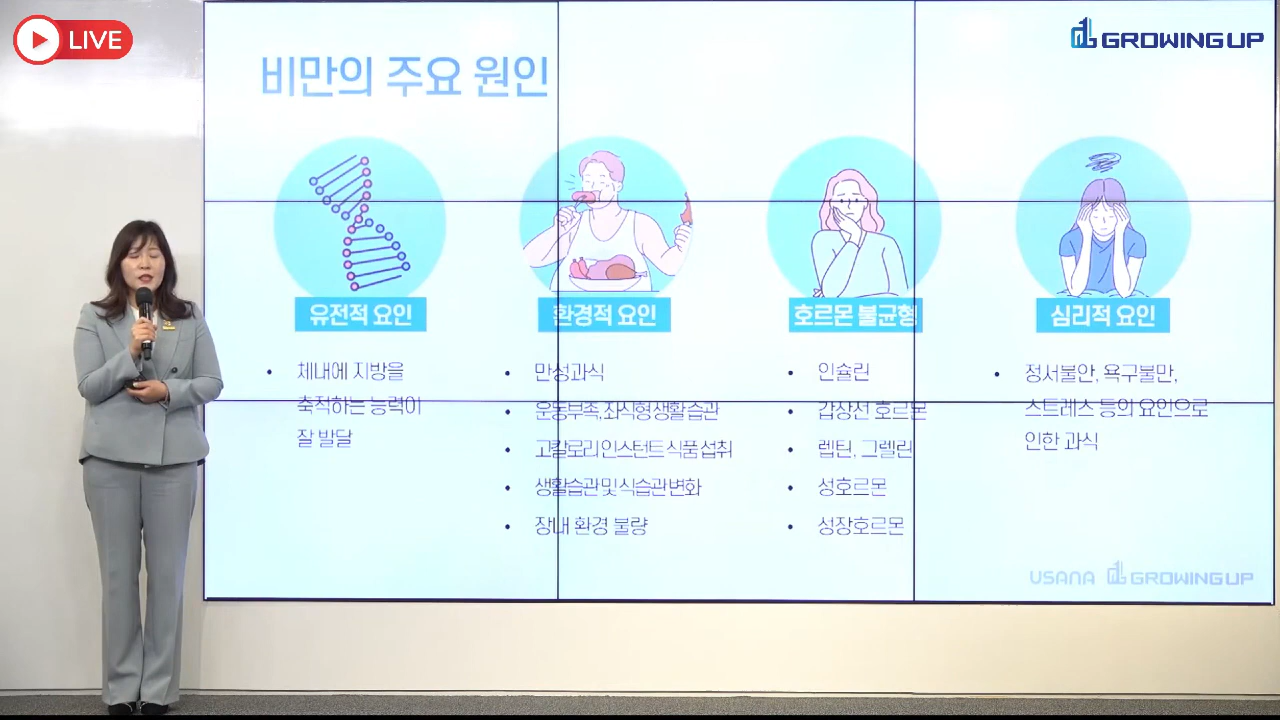 LIVE
GROWING UP
비만의 주요 원인
유전적 요인
체내에 지방을
축적하는 능력이
잘 발달
환경적 요인
만성과식
운동부족,좌식형생활습관
고칼로리인스턴트식품섭취
생활습관및식습관변화
장내 환경 불량
호르몬 불균형
인슐린
갑상선 호르몬
렙틴, 그렐린
성호르몬
성장호르몬
심리적 요인
정서불안, 욕구불만,
스트레스 등의 요인으로
인한 과식
USANA GROWING UP